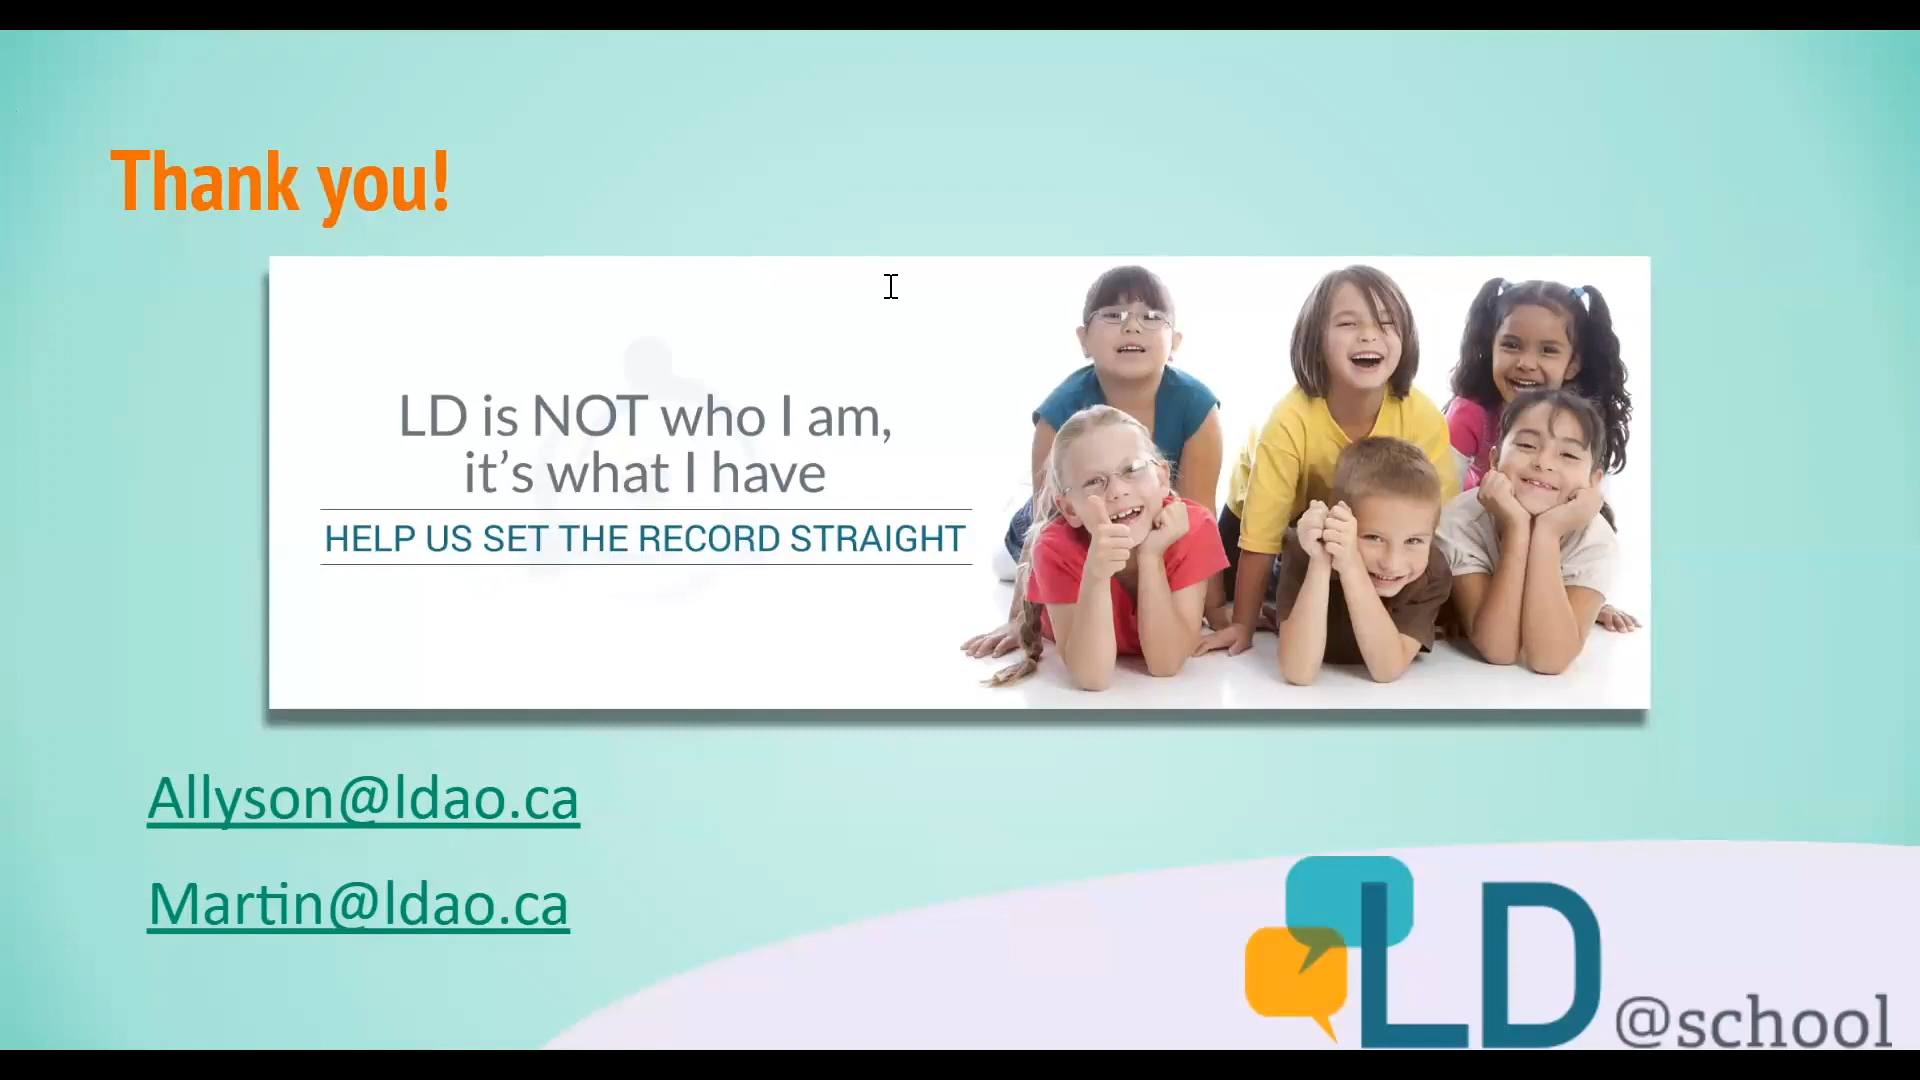 Thank you!
LD is NOT who I am,
it's what I have
HELP US SET THE RECORD STRAIGHT
Allyson@ldao.ca
Martin@ldao.ca
LD @school